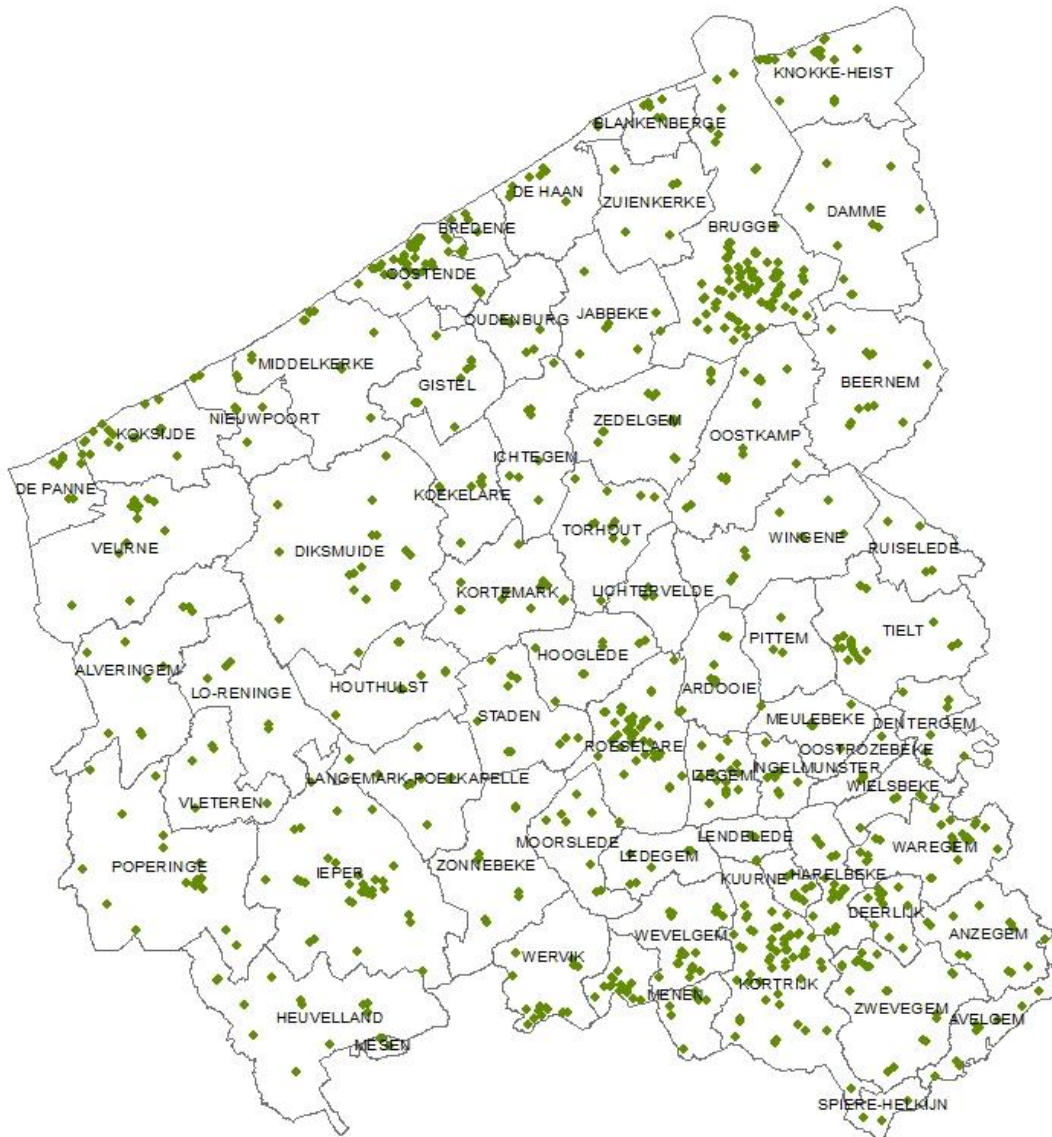 KNOKKE-HEIST
BLANKENBERGE
DE HAAN
ZUIENKERKE
DAMME
BREDENE
BRUGGE
OOSTENDE
OUDENBURG
JABBEKE
MIDDELKERKE
GISTEL
BEERNEM
NIEUWPOORT
ZEDELGEM
KOKSIJDE
OOSTKAMP
ICHTEGEM
DE PANNE
KOEKELARE
TORHOUT
WINGENE
VEURNE
DIKSMUIDE
RUISELEDE
KORTEMARK
LICHTERVELDE
TIELT
PITTEM
HOOGLEDE
ALVERINGEM
ARDOOIE
HOUTHULST
LO-RENINGE
STADEN
MEULEBEKE
DENTERGEM
ROESELARE
OOSTROZEBEKE
LANGEMARK-POELKAPELLE
IZEGEM
INGELMUNSTER
WIELSBEKE
VLETEREN
LENDELEDE
MOORSLEDE
WAREGEM
LEDEGEM
POPERINGE
ZONNEBEKE
IEPER
HARELBEKE
KUURNE
DEERLIJK
WEVELGEM
ANZEGEM
WERVIK
KORTRIJK
MENEN
ZWEVEGEM
HEUVELLAND
AVELGEM
MESEN
SPIERE-HELKIJN